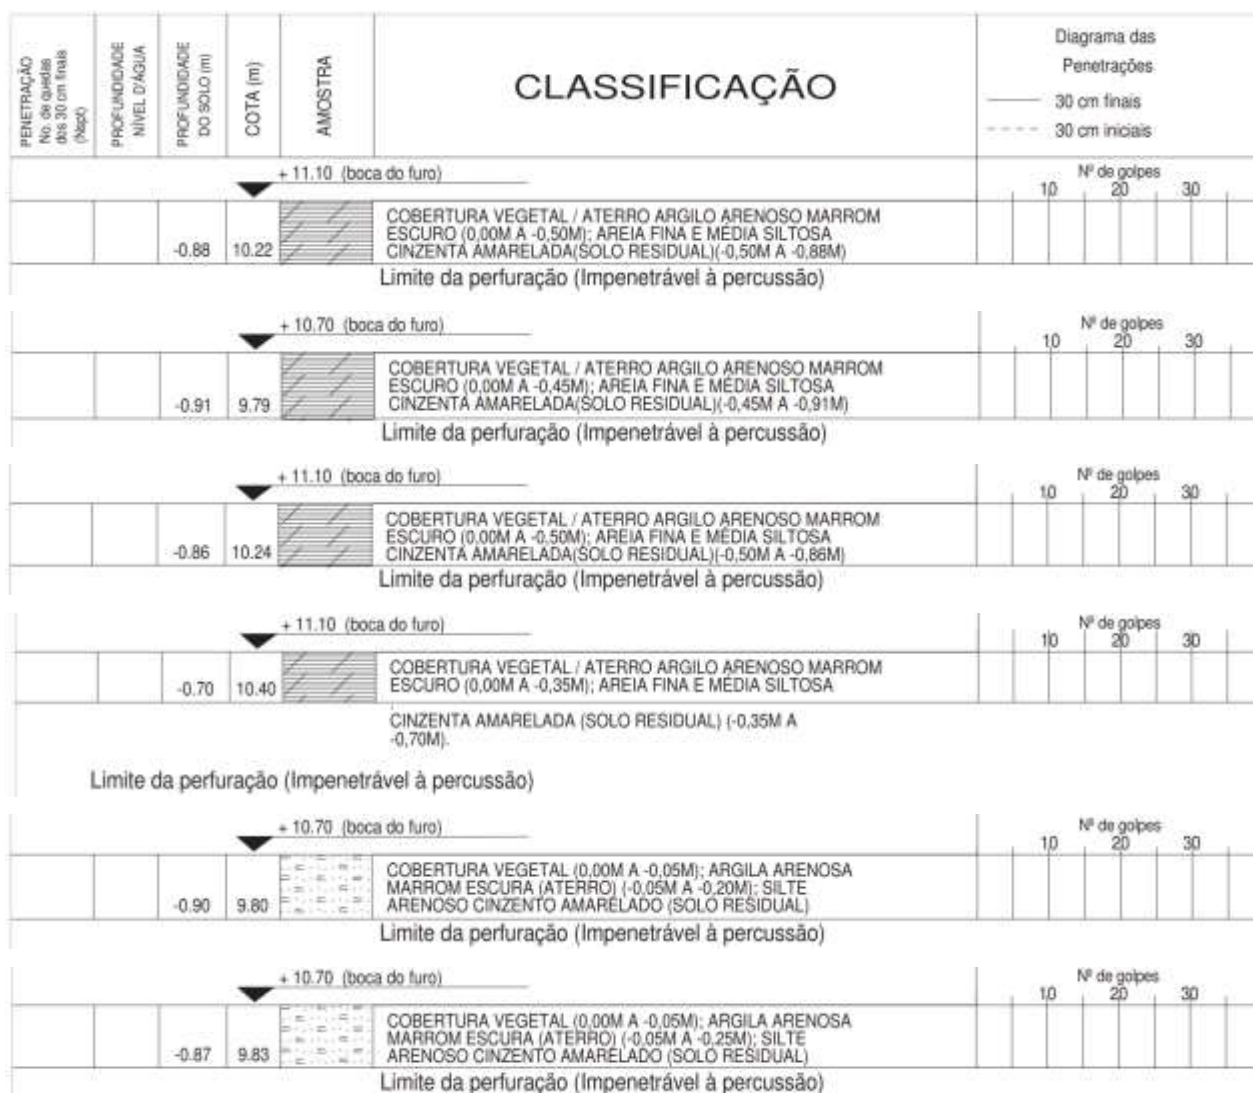 PENETRAÇÃO
No. de quedas
dos 30 cm finais
(Nspt)
PROFUNDIDADE
NÍVEL D'ÁGUA
PROFUNDIDADE
DO SOLO (m)
COTA (m)
AMOSTRA
CLASSIFICAÇÃO
Diagrama das
Penetrações
30 cm finais
30 cm iniciais
+ 11.10 (boca do furo)
Nº de golpes
10 20 30
COBERTURA VEGETAL / ATERRO ARGILO ARENOSO MARROM
ESCURO (0,00M A -0,50M); AREIA FINA E MÉDIA SILTOSA
-0.88 10.22 CINZENTA AMARELADA(SOLO RESIDUAL)(-0,50M A -0,88M)
Limite da perfuração (Impenetrável à percussão)
+ 10.70 (boca do furo)
Nº de golpes
10 20 30
COBERTURA VEGETAL / ATERRO ARGILO ARENOSO MARROM
ESCURO (0,00M A -0,45M); AREIA FINA E MÉDIA SILTOSA
-0.91 9.79 CINZENTA AMARELADA(SOLO RESIDUAL)(-0,45M A -0,91M)
Limite da perfuração (Impenetrável à percussão)
+ 11.10 (boca do furo)
Nº de golpes
10 20 30
COBERTURA VEGETAL / ATERRO ARGILO ARENOSO MARROM
ESCURO (0,00M A -0,50M); AREIA FINA E MÉDIA SILTOSA
-0.86 10.24 CINZENTA AMARELADA(SOLO RESIDUAL)(-0,50M A -0,86M)
Limite da perfuração (Impenetrável à percussão)
+ 11.10 (boca do furo)
Nº de golpes
10 20 30
COBERTURA VEGETAL / ATERRO ARGILO ARENOSO MARROM
-0.70 10.40 ESCURO (0,00M A -0,35M); AREIA FINA E MÉDIA SILTOSA
CINZENTA AMARELADA (SOLO RESIDUAL) (-0,35M A
-0,70M).
Limite da perfuração (Impenetrável à percussão)
+ 10.70 (boca do furo)
Nº de golpes
10 20 30
COBERTURA VEGETAL (0,00M A -0,05M); ARGILA ARENOSA
MARROM ESCURA (ATERRO) (-0,05M A -0,20M); SILTE
-0.90 9.80 ARENOSO CINZENTO AMARELADO (SOLO RESIDUAL)
Limite da perfuração (Impenetrável à percussão)
+ 10.70 (boca do furo)
Nº de golpes
10 20 30
COBERTURA VEGETAL (0,00M A -0,05M); ARGILA ARENOSA
MARROM ESCURA (ATERRO) (-0,05M A -0,25M); SILTE
-0.87 9.83 ARENOSO CINZENTO AMARELADO (SOLO RESIDUAL)
Limite da perfuração (Impenetrável à percussão)